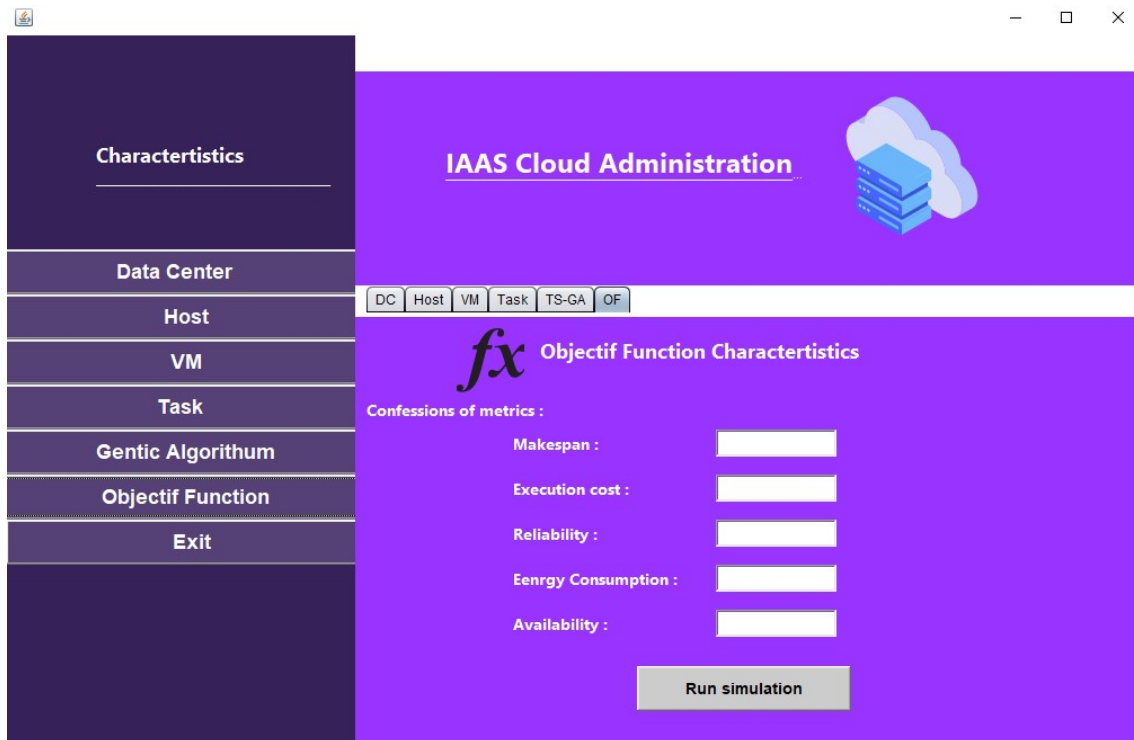 Charactertistics
Data Center
Host
VM
Task
Gentic Algorithum
Objectif Function
Exit
IAAS Cloud Administration...
DC Host VM Task TS-GA OF
fx Objectif Function Charactertistics
Confessions of metrics :
Makespan :
Execution cost :
Reliability :
Eenrgy Consumption :
Availability :
Run simulation